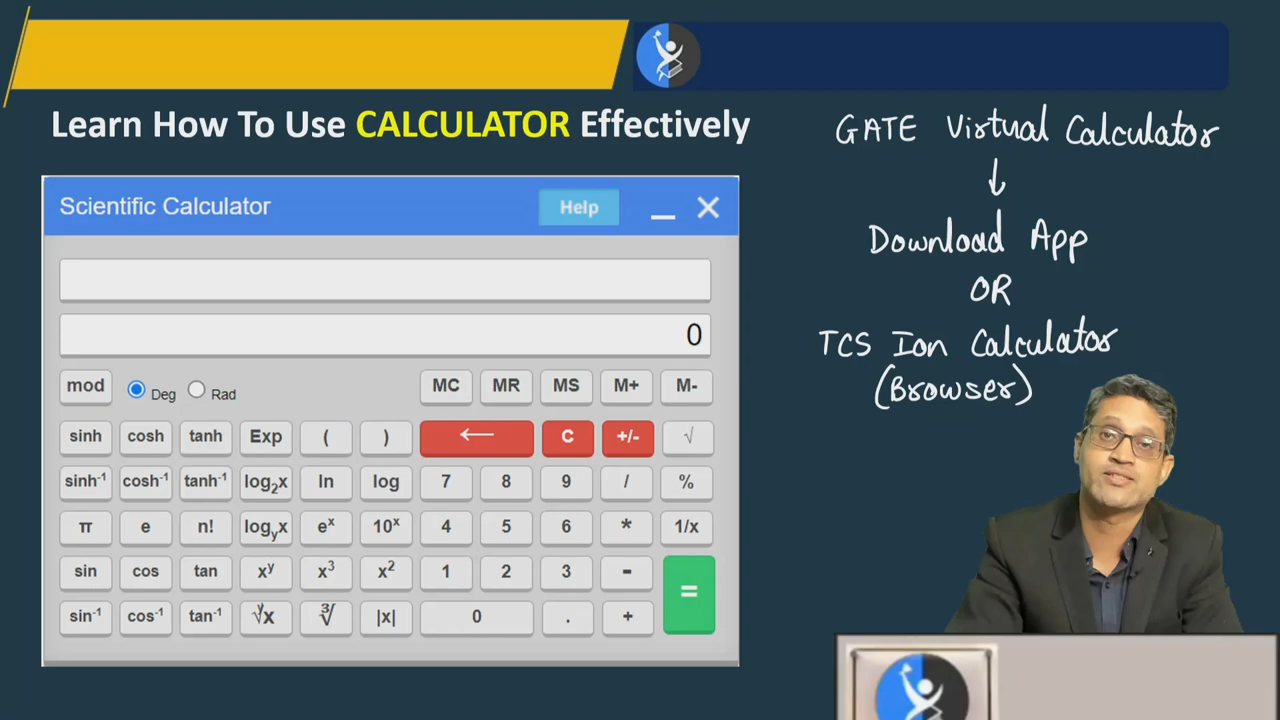 Learn How To Use CALCULATOR Effectively
GATE Virtual Calculator
↓
Download App
OR
TCS Ion Calculator
(Browser)
Scientific Calculator Help
0
mod Deg Rad MC MR MS M+ M-
sinh cosh tanh Exp ( ) ← C +/- √
sinh⁻¹ cosh⁻¹ tanh⁻¹ log₂x ln log 7 8 9 / %
π e n! logᵧx eˣ 10ˣ 4 5 6 * 1/x
sin cos tan xʸ x³ x² 1 2 3 - =
sin⁻¹ cos⁻¹ tan⁻¹ ʸ√x ∛ |x| 0 . +